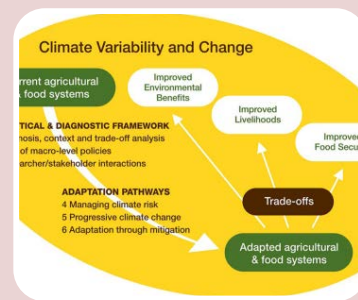 Climate Variability and Change
rrent agricultural
& food systems
Improved
Environmental
Benefits
Improved
Livelihoods
Improved
Food Secu
TICAL & DIAGNOSTIC FRAMEWORK
nosis, context and trade-off analysis
of macro-level policies
archer/stakeholder interactions
ADAPTATION PATHWAYS
4 Managing climate risk
5 Progressive climate change
6 Adaptation through mitigation
Trade-offs
Adapted agricultural
& food systems